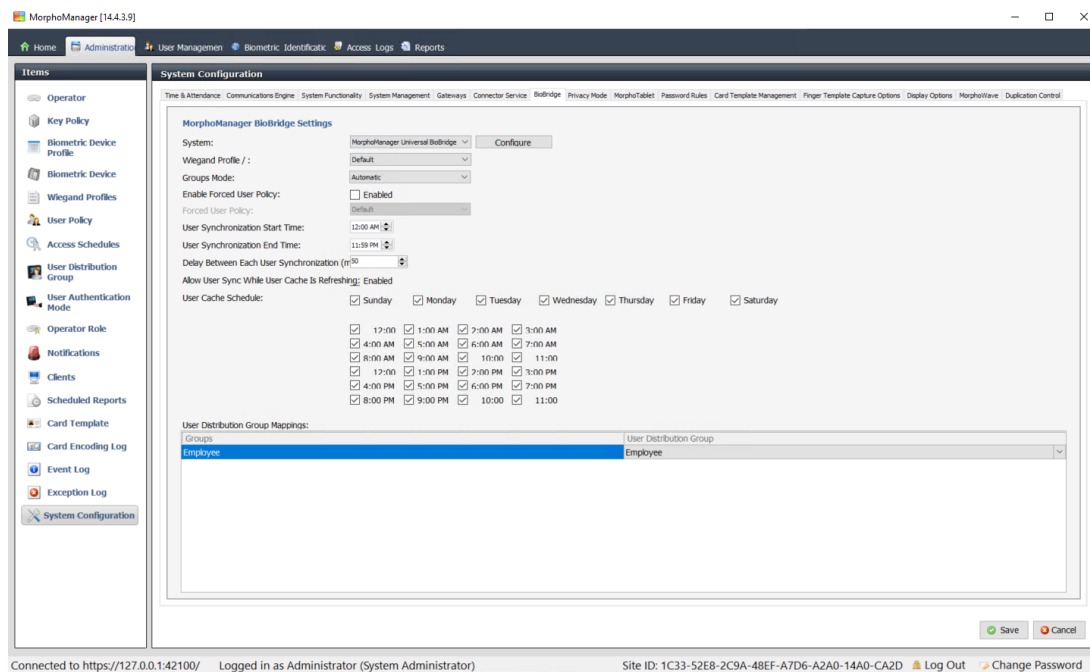 MorphoManager [14.4.3.9]
Home Administratio User Managemen Biometric Identificatic Access Logs Reports
Items
Operator
Key Policy
Biometric Device
Profile
Biometric Device
Wiegand Profiles
User Policy
Access Schedules
User Distribution
Group
User Authentication
Mode
Operator Role
Notifications
Clients
Scheduled Reports
Card Template
Card Encoding Log
Event Log
Exception Log
System Configuration
System Configuration
Time & Attendance Communications Engine System Functionality System Management Gateways Connector Service BioBridge Privacy Mode MorphoTablet Password Rules Card Template Management Finger Template Capture Options Display Options MorphoWave Duplication Control
MorphoManager BioBridge Settings
System: MorphoManager Universal BioBridge Configure
Wiegand Profile / : Default
Groups Mode: Automatic
Enable Forced User Policy: Enabled
Forced User Policy: Default
User Synchronization Start Time: 12:00 AM
User Synchronization End Time: 11:59 PM
Delay Between Each User Synchronization (m 50
Allow User Sync While User Cache Is Refreshing: Enabled
User Cache Schedule: Sunday Monday Tuesday Wednesday Thursday Friday Saturday
12:00 1:00 AM 2:00 AM 3:00 AM
4:00 AM 5:00 AM 6:00 AM 7:00 AM
8:00 AM 9:00 AM 10:00 11:00
12:00 1:00 PM 2:00 PM 3:00 PM
4:00 PM 5:00 PM 6:00 PM 7:00 PM
8:00 PM 9:00 PM 10:00 11:00
User Distribution Group Mappings:
Groups User Distribution Group
Employee Employee
Save Cancel
Connected to https://127.0.0.1:42100/ Logged in as Administrator (System Administrator) Site ID: 1C33-52E8-2C9A-48EF-A7D6-A2A0-14A0-CA2D Log Out Change Password